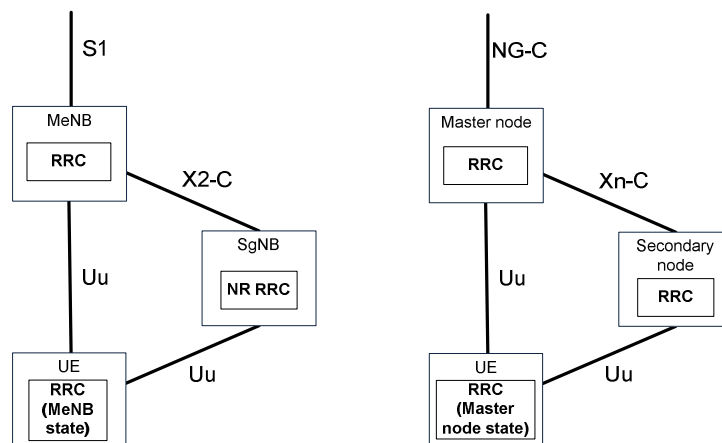 S1
MeNB
RRC
X2-C
SgNB
NR RRC
Uu
Uu
UE
RRC
(MeNB
state)
NG-C
Master node
RRC
Xn-C
Secondary
node
RRC
Uu
Uu
UE
RRC
(Master
node state)